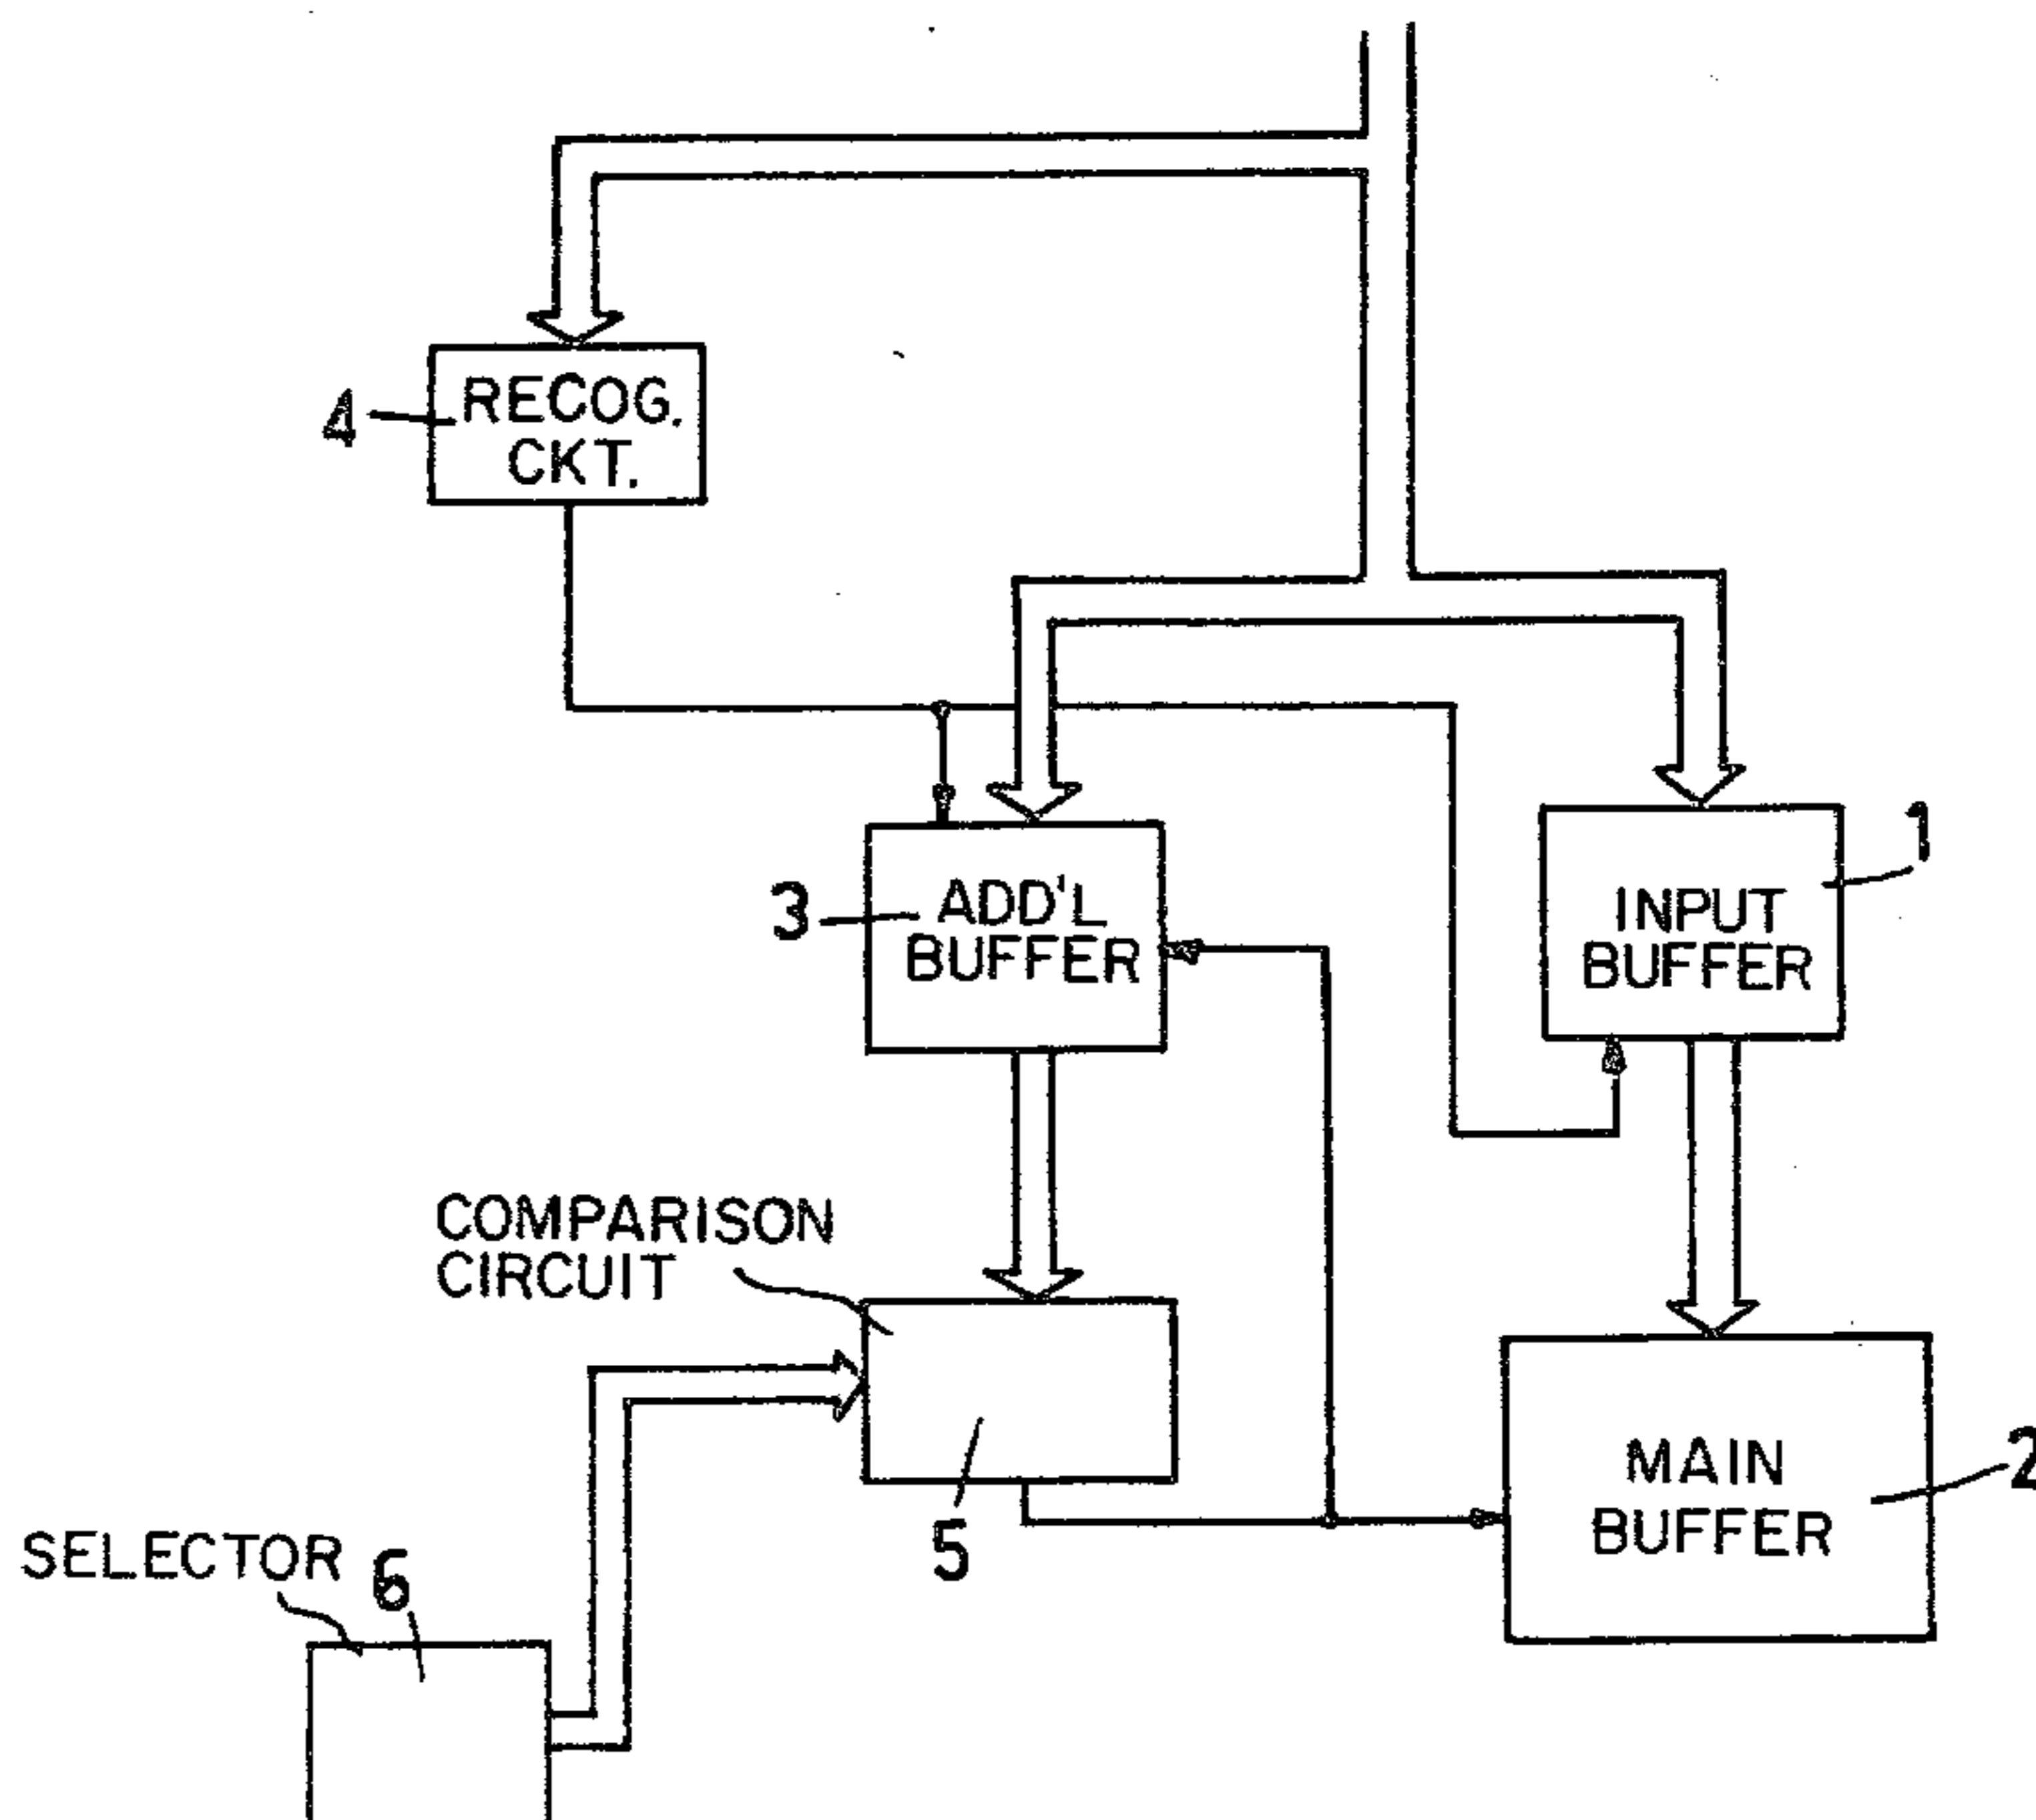 4
RECOG.
CKT.
1
3
ADD'L
BUFFER
INPUT
BUFFER
COMPARISON
CIRCUIT
MAIN
BUFFER
2
5
SELECTOR 6